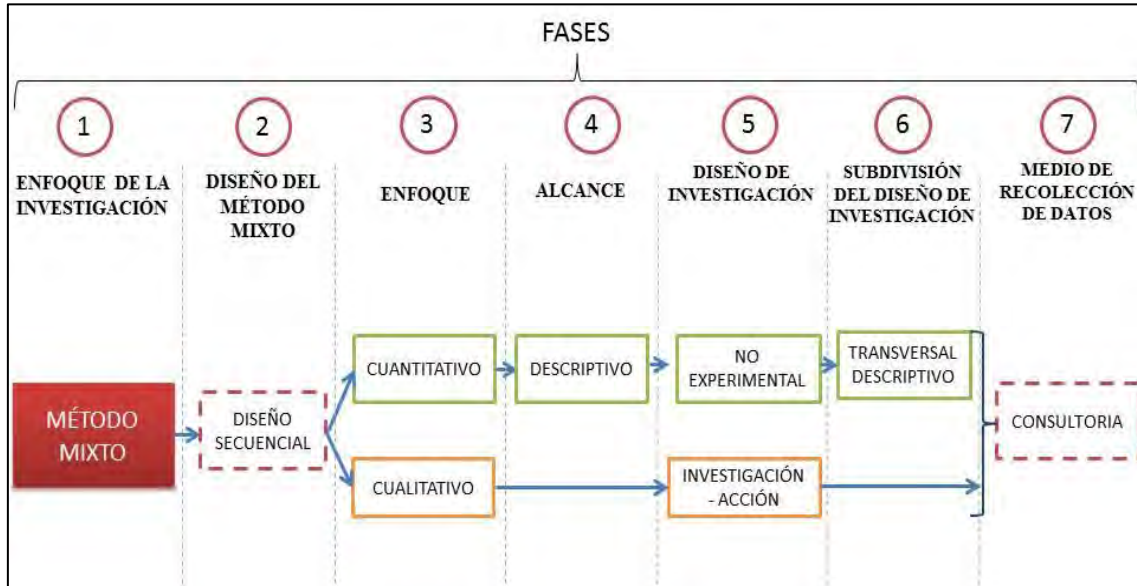 FASES
1
2
3
4
5
6
7
ENFOQUE DE LA
INVESTIGACIÓN
DISEÑO DEL
MÉTODO
MIXTO
ENFOQUE
ALCANCE
DISEÑO DE
INVESTIGACIÓN
SUBDIVISIÓN
DEL DISEÑO DE
INVESTIGACIÓN
MEDIO DE
RECOLECCIÓN
DE DATOS
MÉTODO
MIXTO
DISEÑO
SECUENCIAL
CUANTITATIVO
DESCRIPTIVO
NO
EXPERIMENTAL
TRANSVERSAL
DESCRIPTIVO
CUALITATIVO
INVESTIGACIÓN
- ACCIÓN
CONSULTORIA